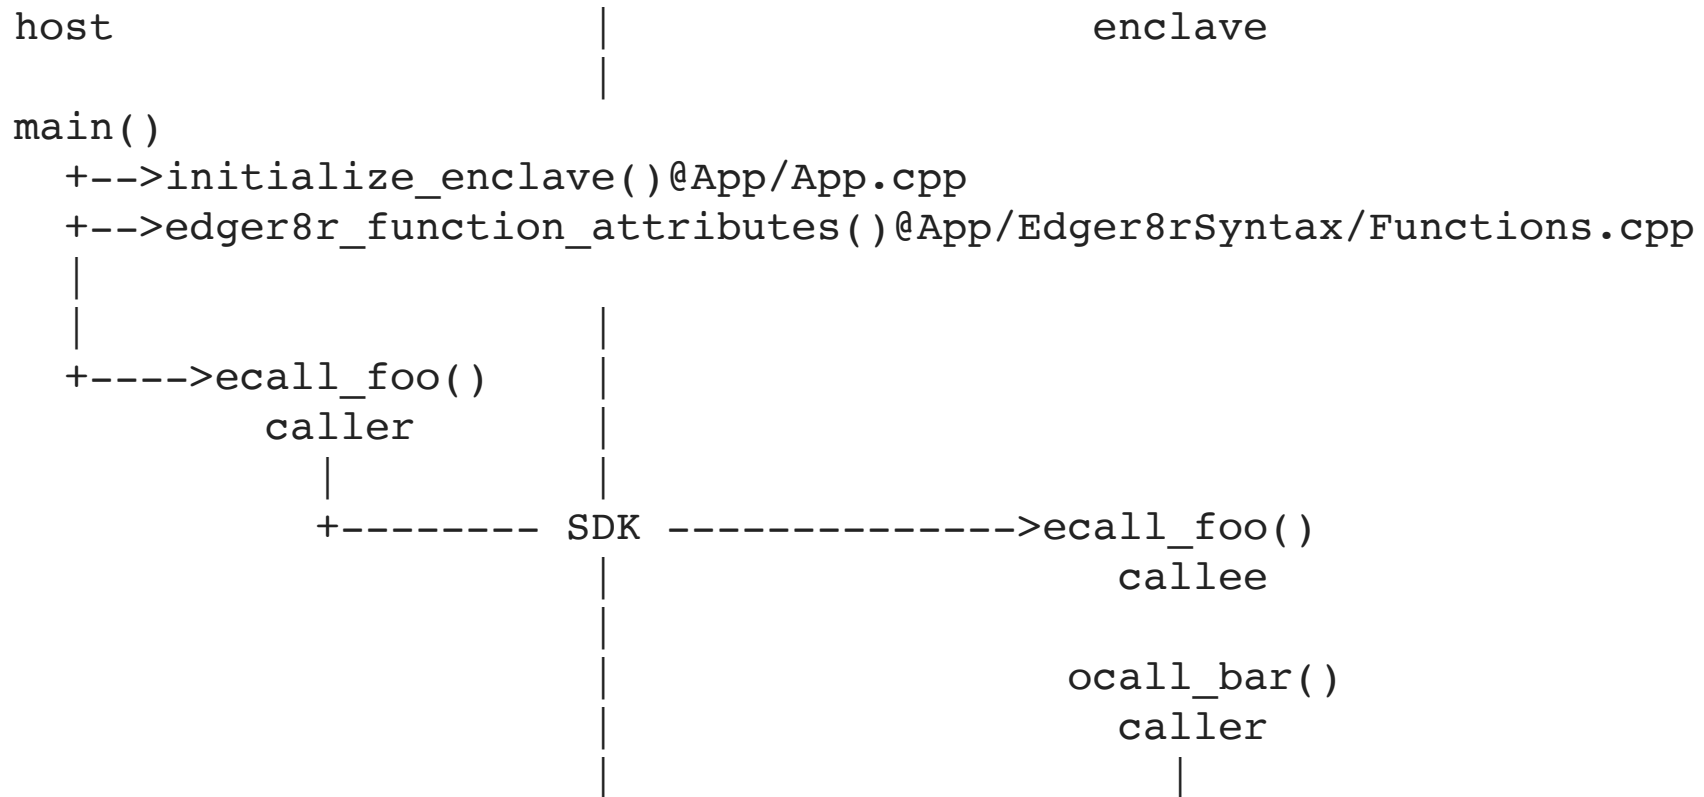 host                    |                   enclave
                        |
main()
  +-->initialize_enclave()@App/App.cpp
  +-->edger8r_function_attributes()@App/Edger8rSyntax/Functions.cpp
  |
  |                     |
  +---->ecall_foo()     |
          caller        |
            |           |
            +-------- SDK -------------->ecall_foo()
                        |                   callee
                        |
                        |                 ocall_bar()
                        |                   caller
                        |                      |